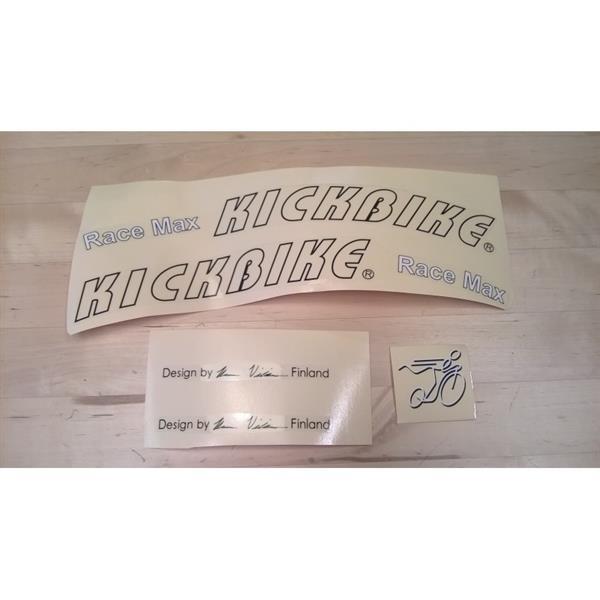 Race Max KICKBIKE®
KICKBIKE® Race Max
Design by Finland
Design by Finland